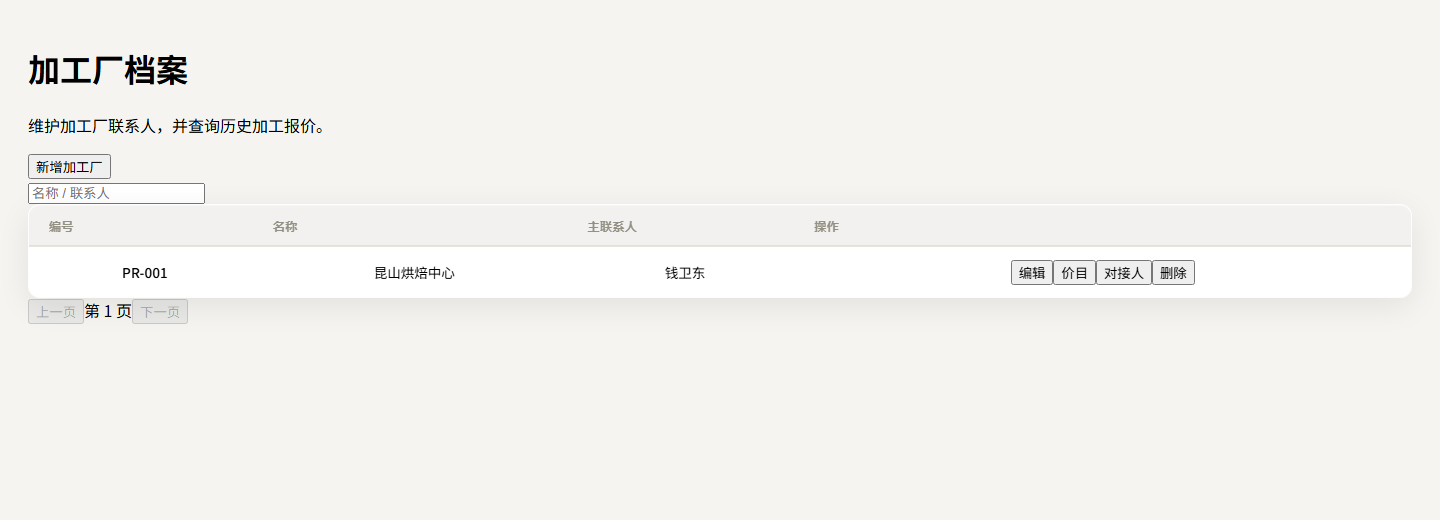 加工厂档案
维护加工厂联系人，并查询历史加工报价。
新增加工厂
名称 / 联系人
编号 名称 主联系人 操作
PR-001 昆山烘焙中心 钱卫东 编辑 价目 对接人 删除
上一页 第 1 页 下一页